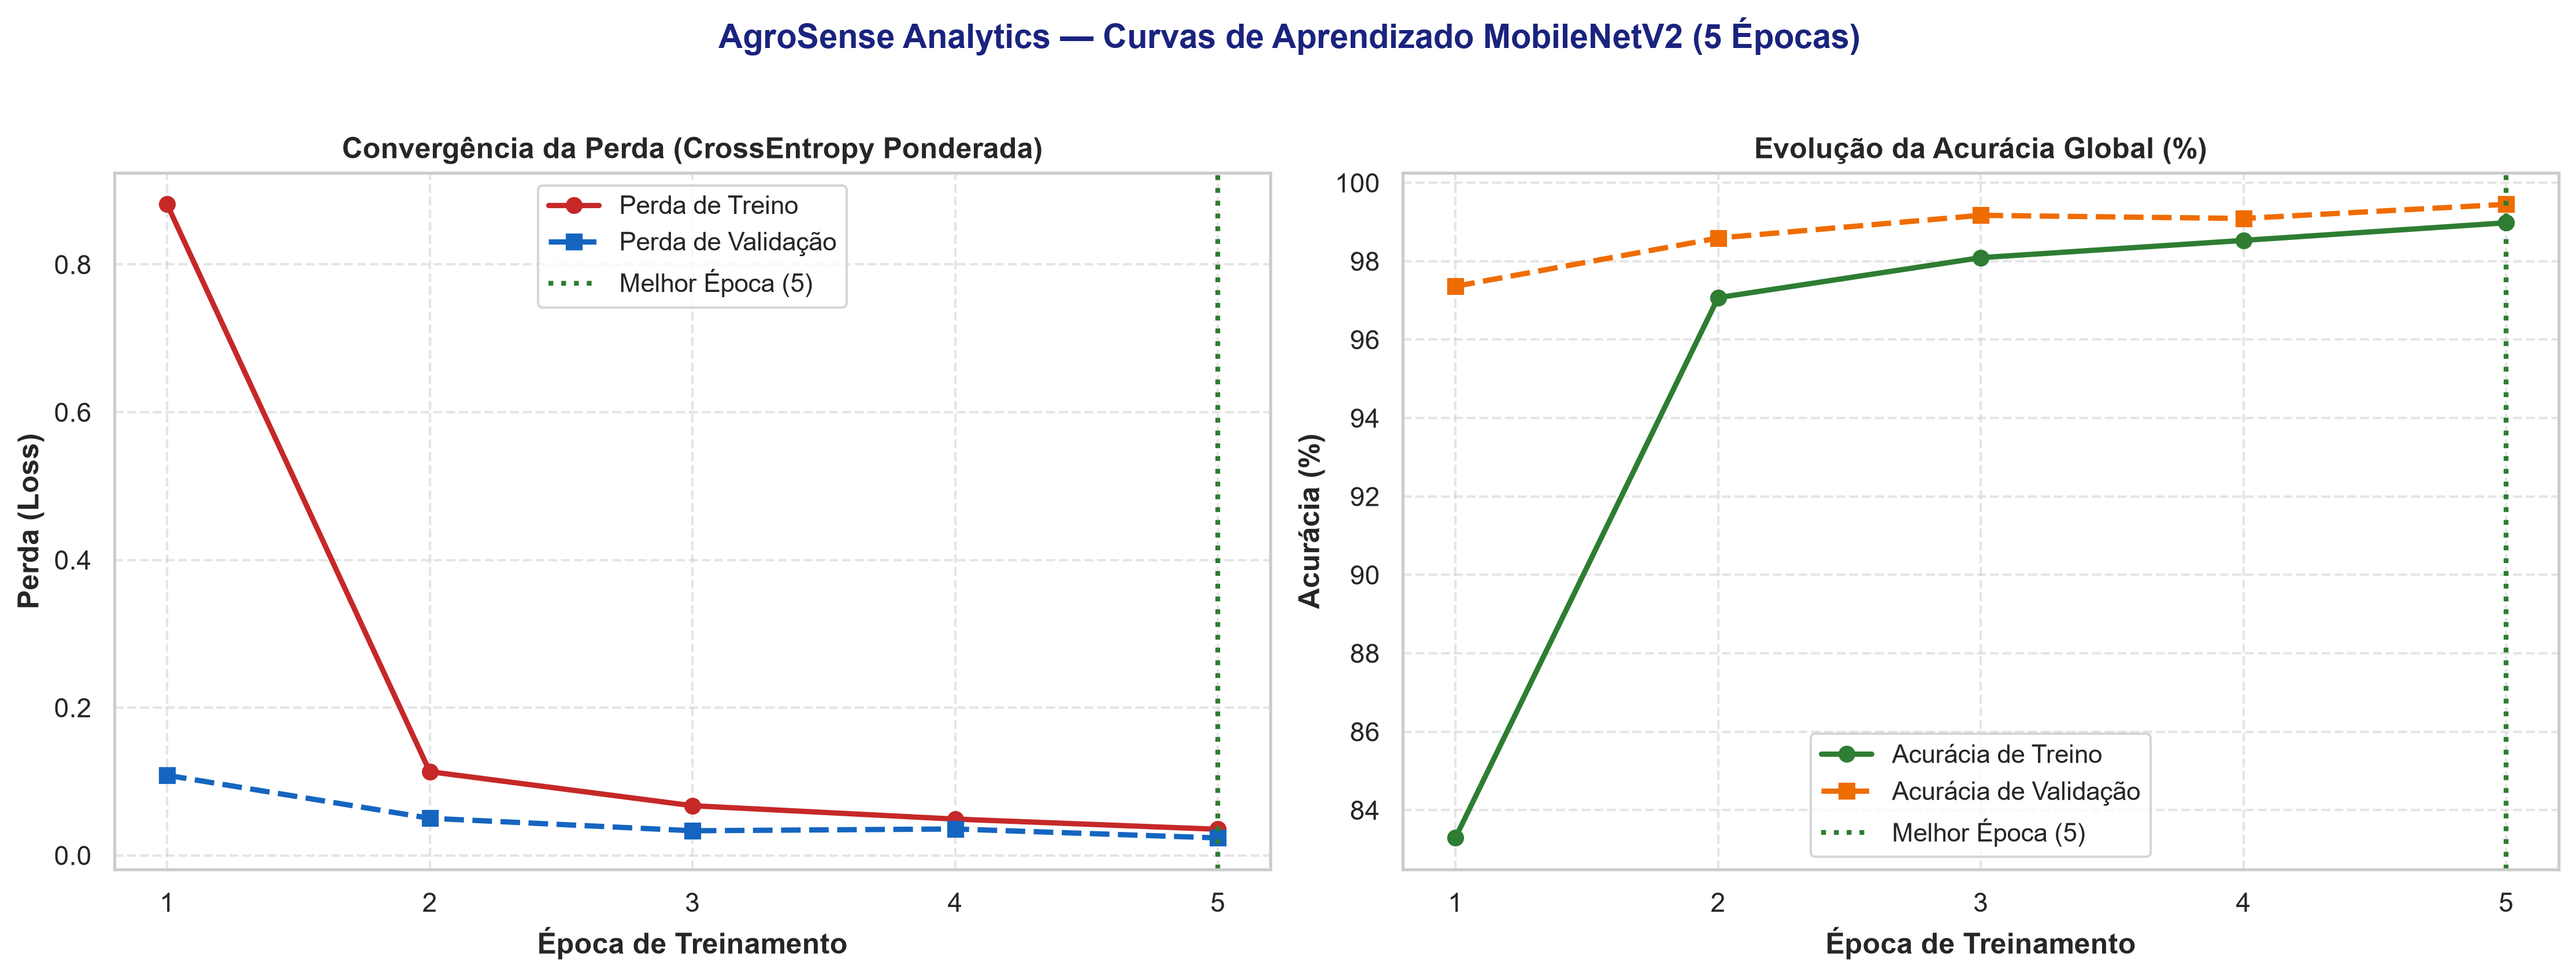 AgroSense Analytics — Curvas de Aprendizado MobileNetV2 (5 Épocas)
Convergência da Perda (CrossEntropy Ponderada)
Perda de Treino
Perda de Validação
Melhor Época (5)
0.8
0.6
0.4
0.2
0.0
Perda (Loss)
1 2 3 4 5
Época de Treinamento
Evolução da Acurácia Global (%)
100
98
96
94
92
90
88
86
84
Acurácia (%)
Acurácia de Treino
Acurácia de Validação
Melhor Época (5)
1 2 3 4 5
Época de Treinamento